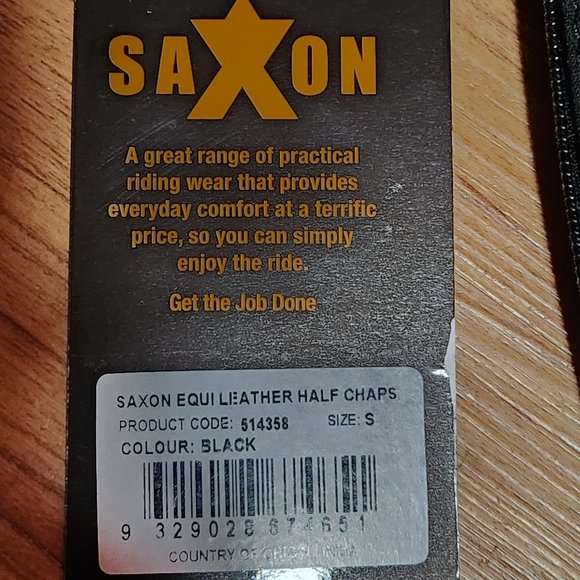 SAXON
A great range of practical
riding wear that provides
everyday comfort at a terrific
price, so you can simply
enjoy the ride.
Get the Job Done
SAXON EQUI LEATHER HALF CHAPS
PRODUCT CODE: 514358 SIZE: S
COLOUR: BLACK
9 329028 674651
COUNTRY OF